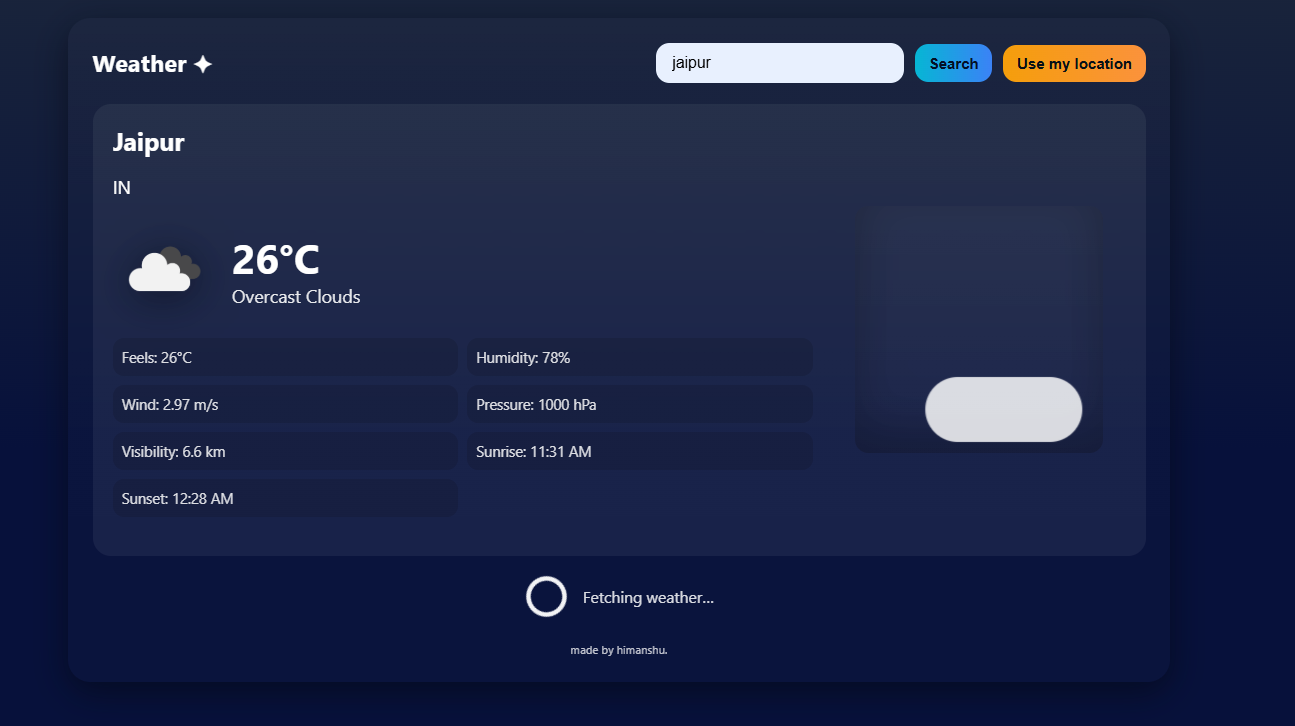 Weather ✦
jaipur
Search
Use my location
Jaipur
IN
26°C
Overcast Clouds
Feels: 26°C
Humidity: 78%
Wind: 2.97 m/s
Pressure: 1000 hPa
Visibility: 6.6 km
Sunrise: 11:31 AM
Sunset: 12:28 AM
Fetching weather...
made by himanshu.